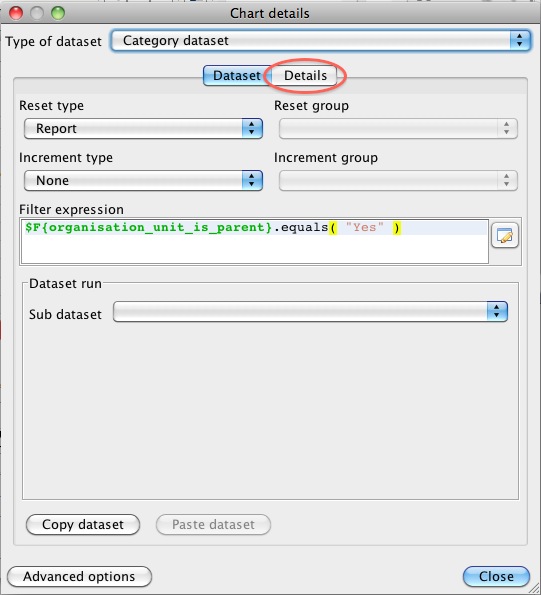 Chart details
Type of dataset Category dataset
Dataset Details
Reset type Reset group
Report
Increment type Increment group
None
Filter expression
$F{organisation_unit_is_parent}.equals( "Yes" )
Dataset run
Sub dataset
Copy dataset Paste dataset
Advanced options Close